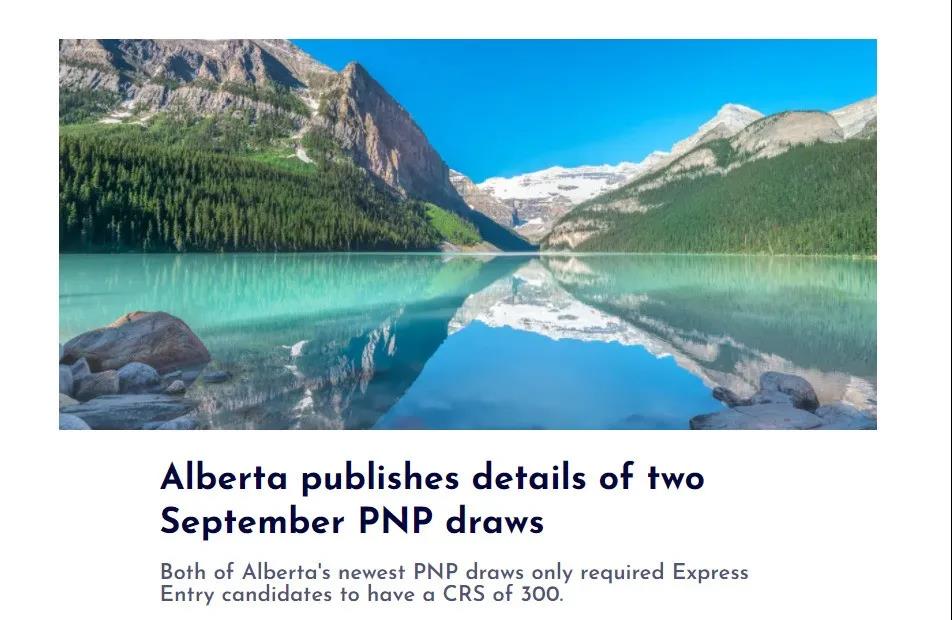 Alberta publishes details of two
September PNP draws
Both of Alberta's newest PNP draws only required Express
Entry candidates to have a CRS of 300.